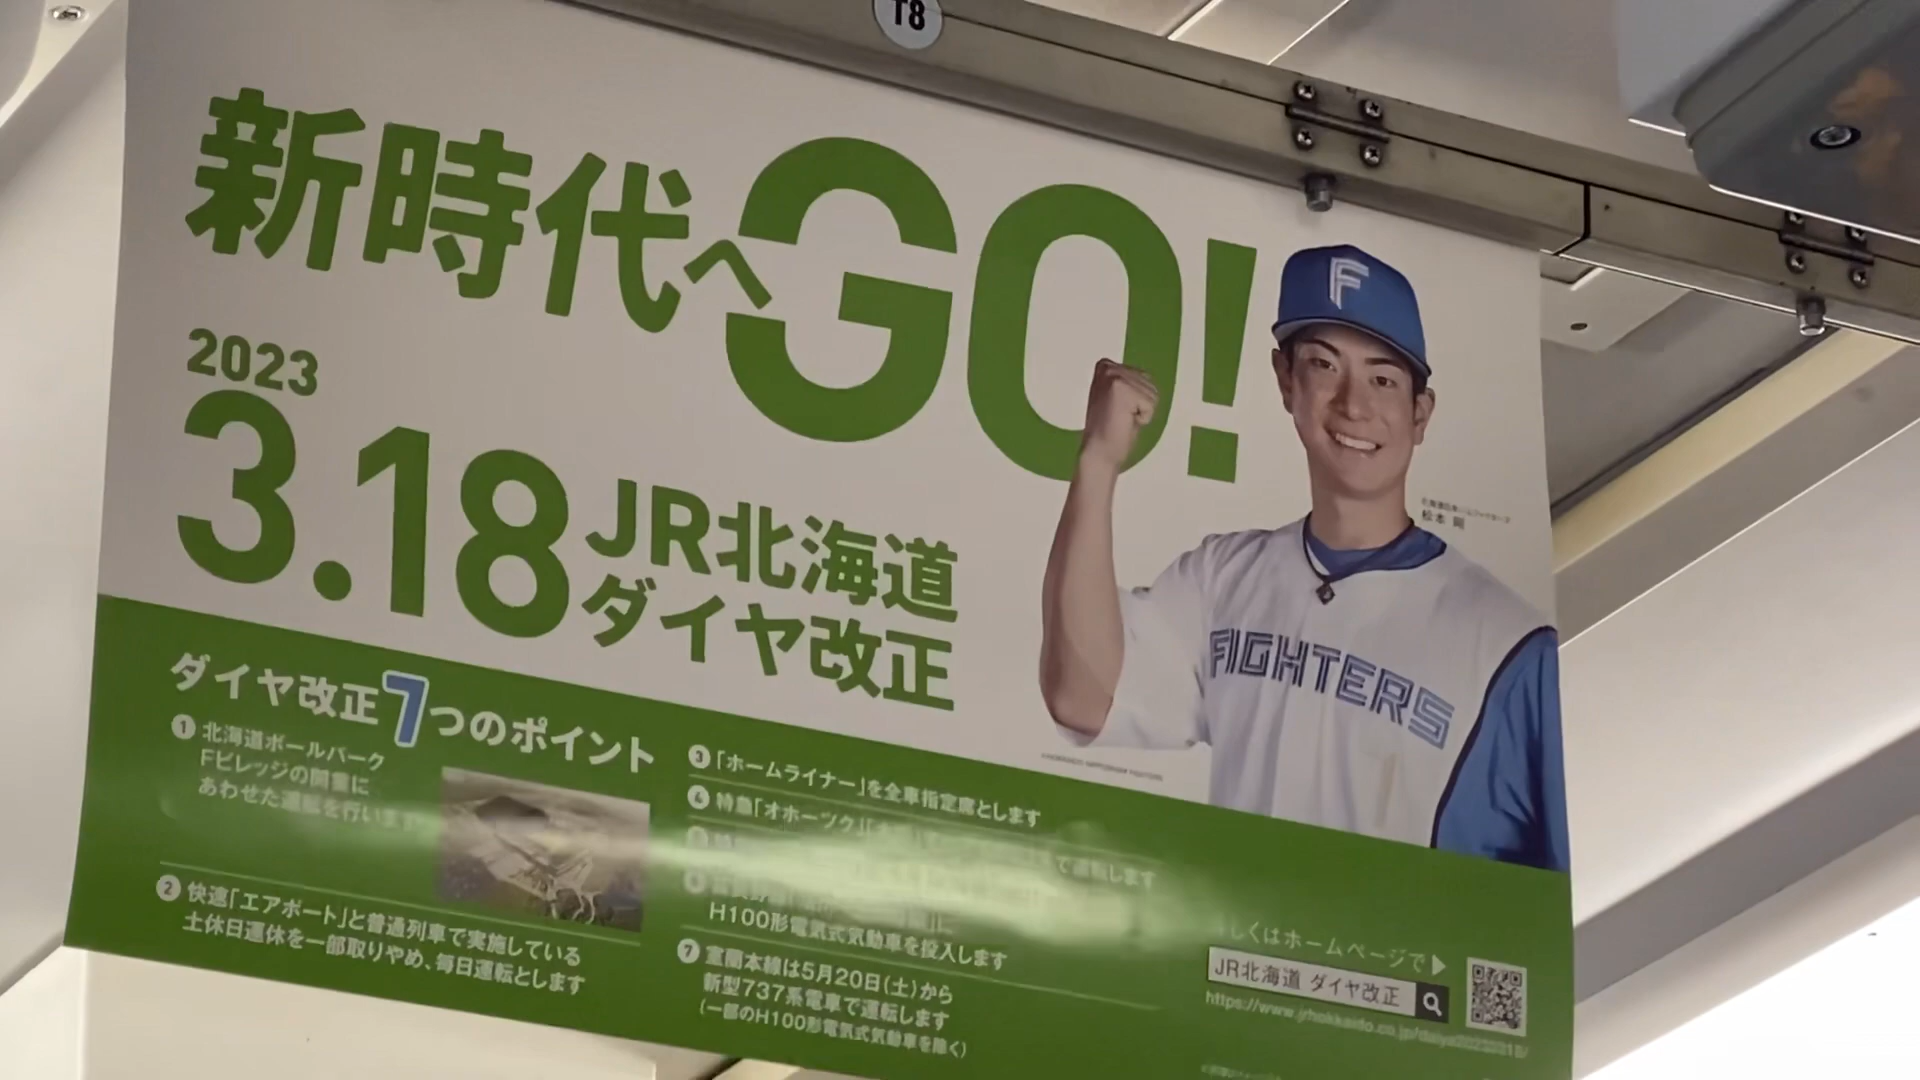 T8
新時代へGO!
2023
3.18
JR北海道
ダイヤ改正
F
FIGHTERS
松本 剛
ダイヤ改正7つのポイント
1 北海道ボールパーク
Fビレッジの開業に
あわせた運転を行います
2 快速「エアポート」と普通列車で実施している
土休日運休を一部取りやめ、毎日運転とします
3 「ホームライナー」を全車指定席とします
4 特急「オホーツク」
で運転します
6
H100形電気式気動車を投入します
7 室蘭本線は5月20日(土)から
新型737系電車で運転します
(一部のH100形電気式気動車を除く)
しくはホームページで
JR北海道 ダイヤ改正
https://www.jrhokkaido.co.jp/daiya20230318/